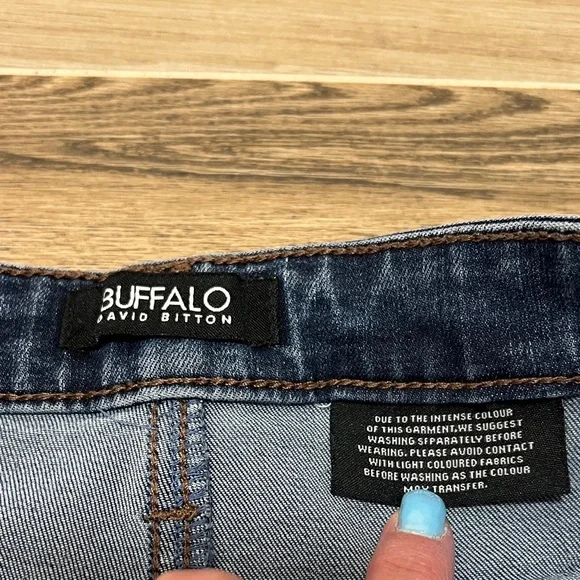 BUFFALO
DAVID BITTON
DUE TO THE INTENSE COLOUR
OF THIS GARMENT,WE SUGGEST
WASHING SEPARATELY BEFORE
WEARING. PLEASE AVOID CONTACT
WITH LIGHT COLOURED FABRICS
BEFORE WASHING AS THE COLOUR
MAY TRANSFER.